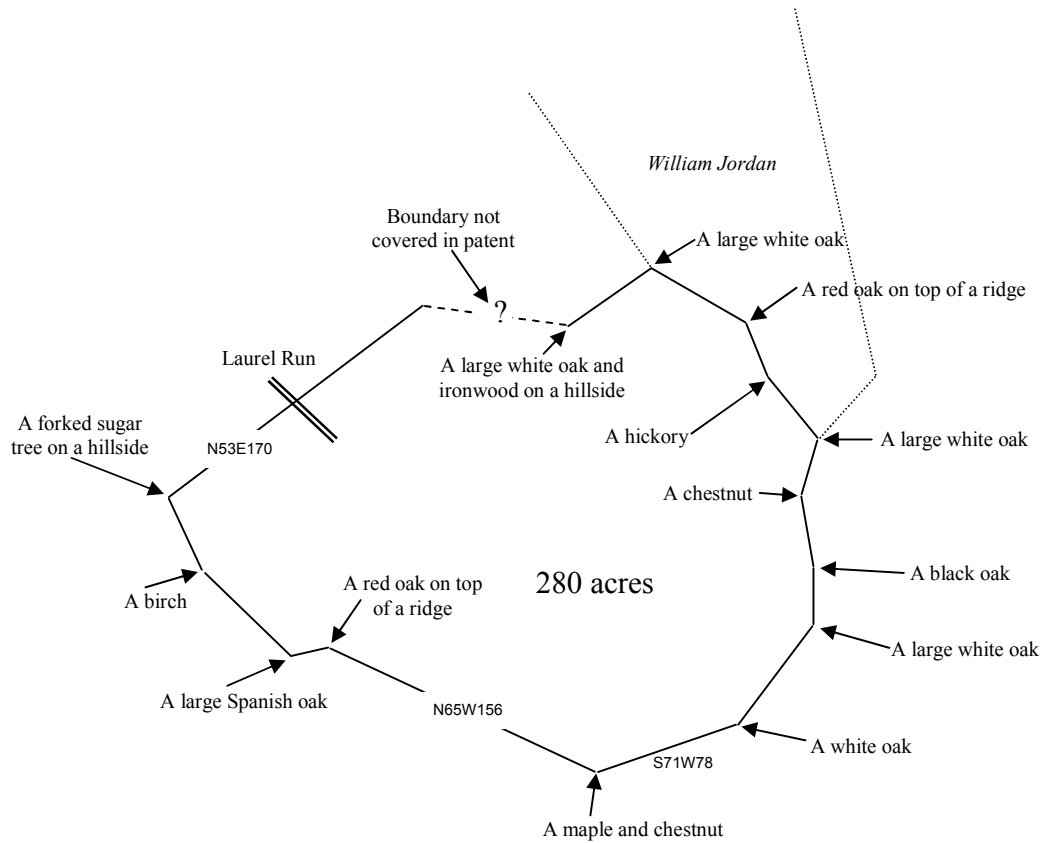 William Jordan
Boundary not
covered in patent
A large white oak
A red oak on top of a ridge
?
Laurel Run
A large white oak and
ironwood on a hillside
A forked sugar
tree on a hillside
N53E170
A hickory
A large white oak
A chestnut
A birch
A red oak on top
of a ridge
280 acres
A black oak
A large white oak
A large Spanish oak
N65W156
A white oak
S71W78
A maple and chestnut